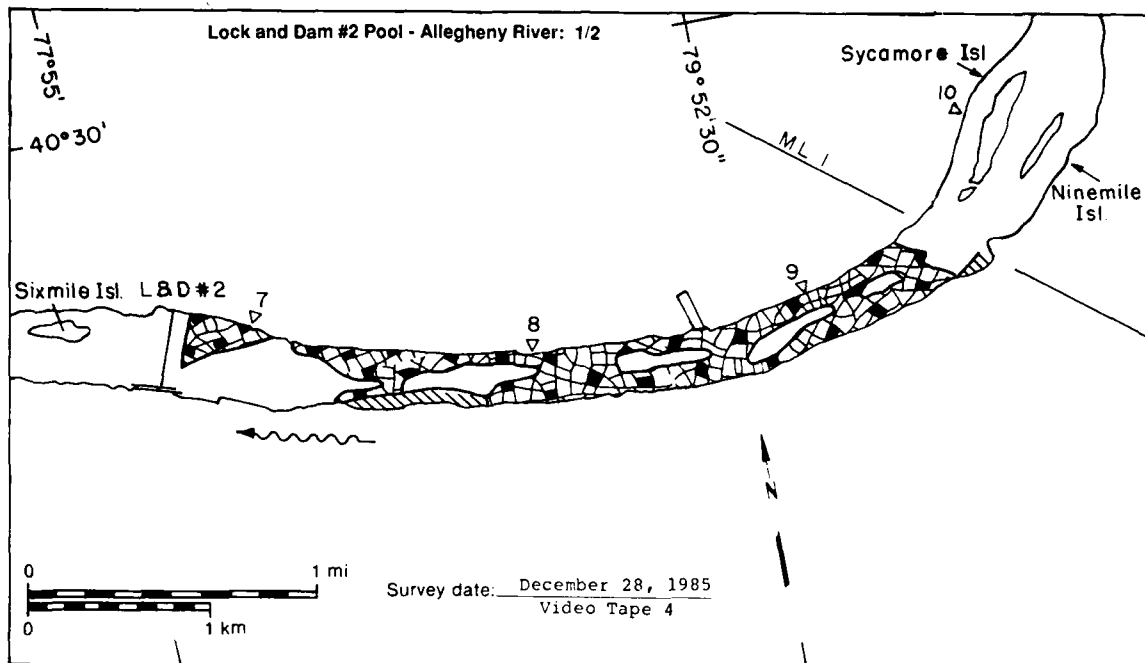 Lock and Dam #2 Pool - Allegheny River: 1/2
77°55'
40°30'
79°52'30"
ML I
Sycamore Isl
10
Ninemile
Isl.
9
8
7
Sixmile Isl.
L&D #2
N
0
1 mi
0
1 km
Survey date: December 28, 1985
Video Tape 4